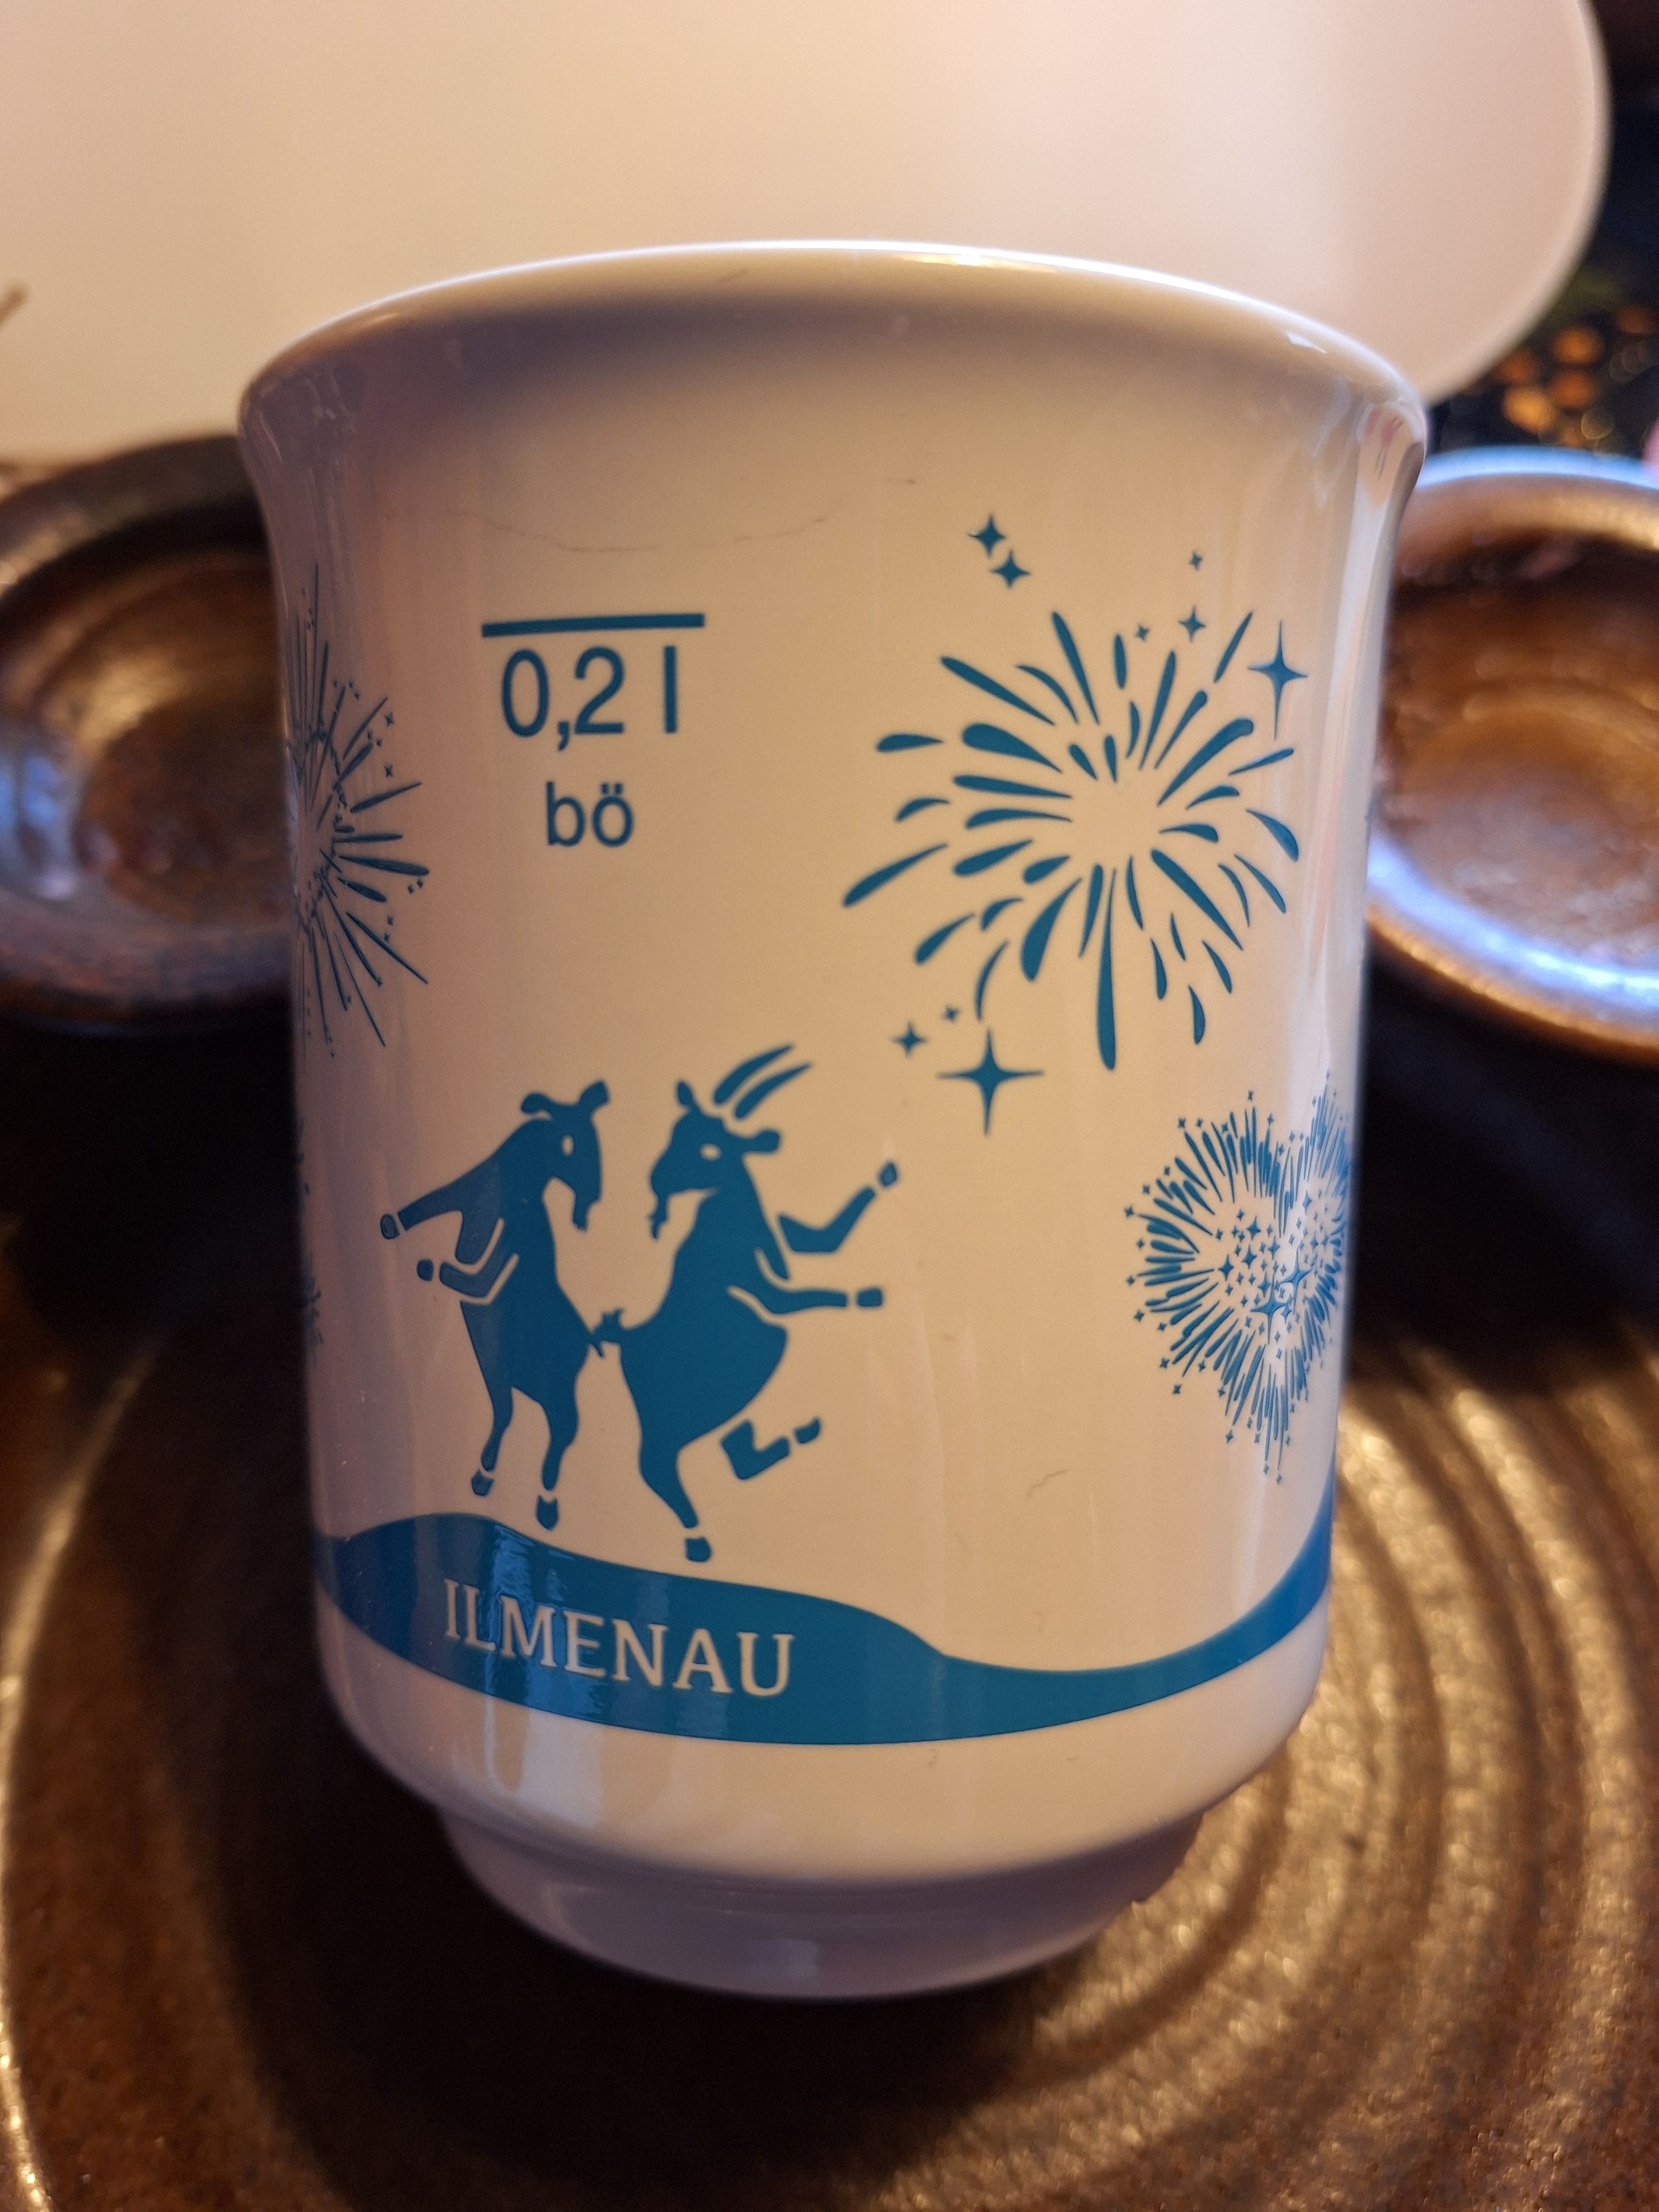 0,2 l
bö
ILMENAU